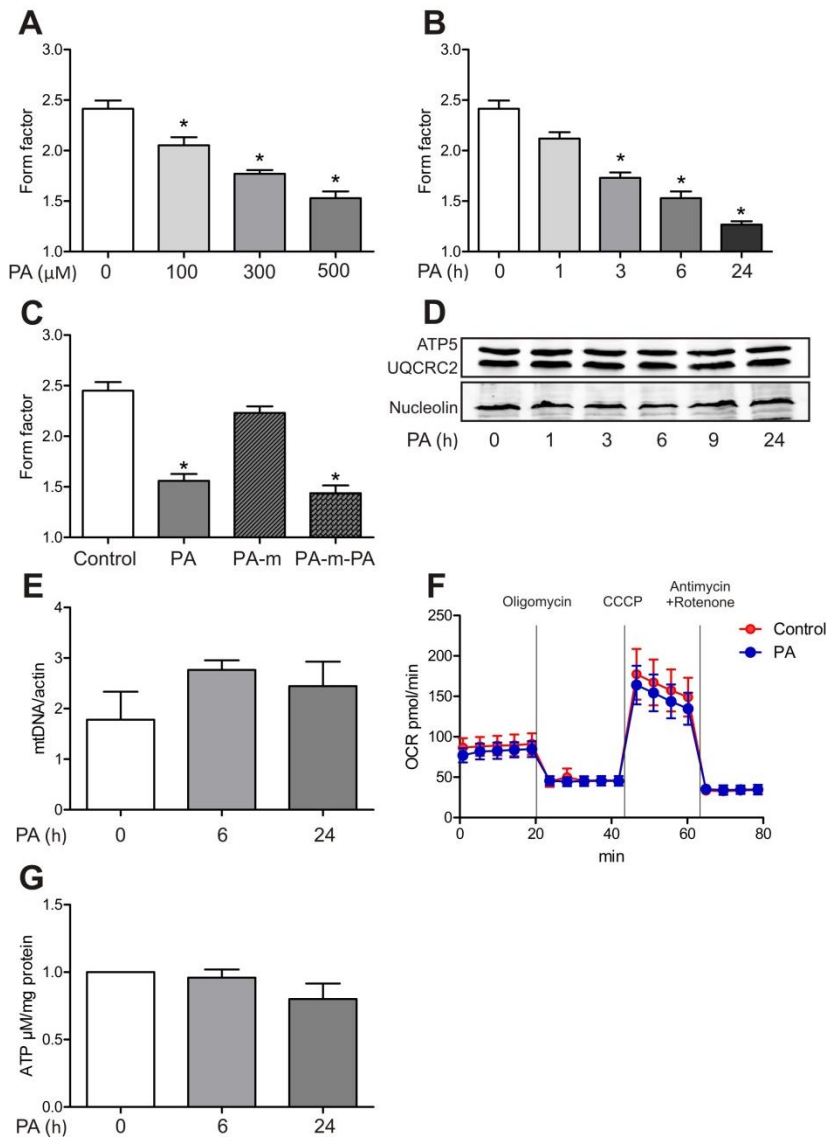 A
3.0
2.5
2.0
1.5
1.0
Form factor
*
*
*
PA (µM) 0 100 300 500
B
3.0
2.5
2.0
1.5
1.0
Form factor
*
*
*
PA (h) 0 1 3 6 24
C
3.0
2.5
2.0
1.5
1.0
Form factor
*
*
Control PA PA-m PA-m-PA
D
ATP5
UQCRC2
Nucleolin
PA (h) 0 1 3 6 9 24
E
4
3
2
1
0
mtDNA/actin
PA (h) 0 6 24
F
Oligomycin CCCP Antimycin
+Rotenone
Control
PA
250
200
150
100
50
0
OCR pmol/min
0 20 40 60 80
min
G
1.5
1.0
0.5
0.0
ATP µM/mg protein
PA (h) 0 6 24